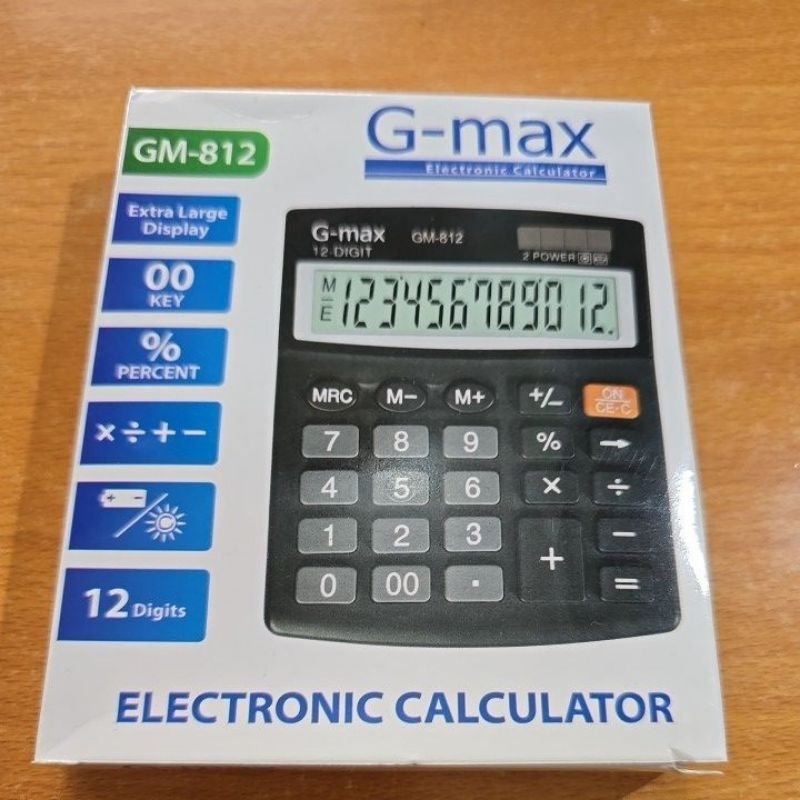 GM-812
G-max
Electronic Calculator
Extra Large
Display
00
KEY
%
PERCENT
×÷+−
+ -
12 Digits
G-max GM-812
12-DIGIT 2 POWER
M
E
123456789012.
MRC M− M+ +/− ON
CE·C
7 8 9 % →
4 5 6 × ÷
1 2 3 + −
0 00 . =
ELECTRONIC CALCULATOR